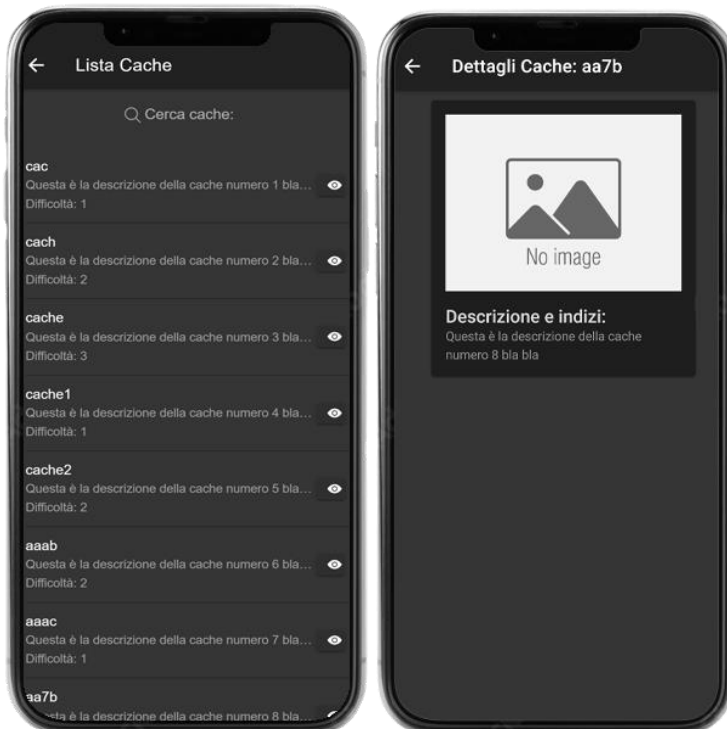 Lista Cache
Cerca cache:
cac
Questa è la descrizione della cache numero 1 bla...
Difficoltà: 1
cach
Questa è la descrizione della cache numero 2 bla...
Difficoltà: 2
cache
Questa è la descrizione della cache numero 3 bla...
Difficoltà: 3
cache1
Questa è la descrizione della cache numero 4 bla...
Difficoltà: 1
cache2
Questa è la descrizione della cache numero 5 bla...
Difficoltà: 2
aaab
Questa è la descrizione della cache numero 6 bla...
Difficoltà: 2
aaac
Questa è la descrizione della cache numero 7 bla...
Difficoltà: 1
aa7b
Questa è la descrizione della cache numero 8 bla...
Dettagli Cache: aa7b
No image
Descrizione e indizi:
Questa è la descrizione della cache
numero 8 bla bla